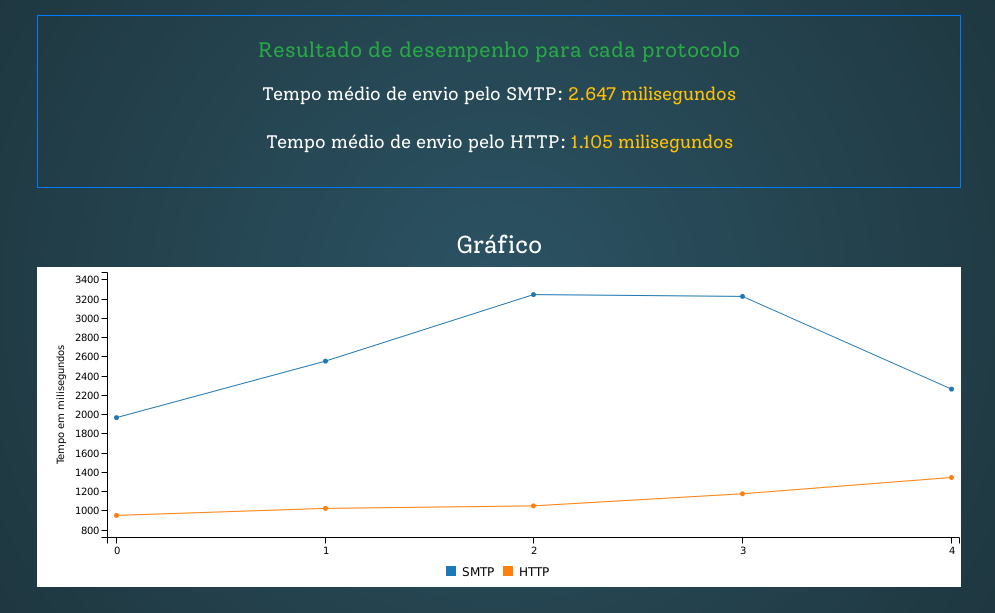 Resultado de desempenho para cada protocolo
Tempo médio de envio pelo SMTP: 2.647 milisegundos
Tempo médio de envio pelo HTTP: 1.105 milisegundos
Gráfico
Tempo em milisegundos
3400
3200
3000
2800
2600
2400
2200
2000
1800
1600
1400
1200
1000
800
0 1 2 3 4
SMTP HTTP